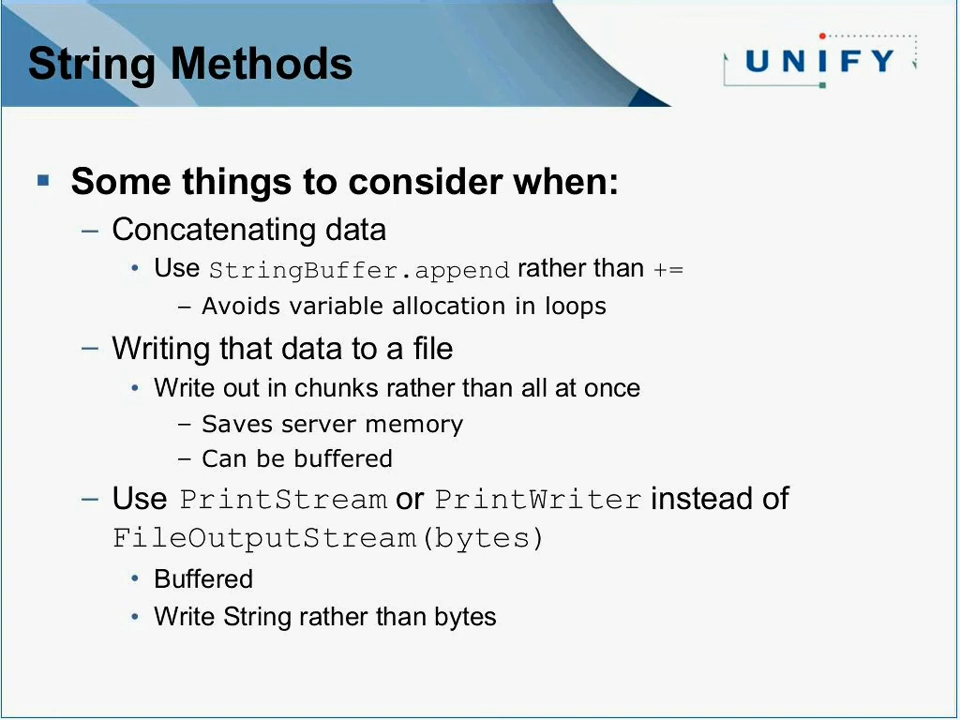 String Methods
UNIFY
▪ Some things to consider when:
– Concatenating data
• Use StringBuffer.append rather than +=
– Avoids variable allocation in loops
– Writing that data to a file
• Write out in chunks rather than all at once
– Saves server memory
– Can be buffered
– Use PrintStream or PrintWriter instead of
FileOutputStream(bytes)
• Buffered
• Write String rather than bytes